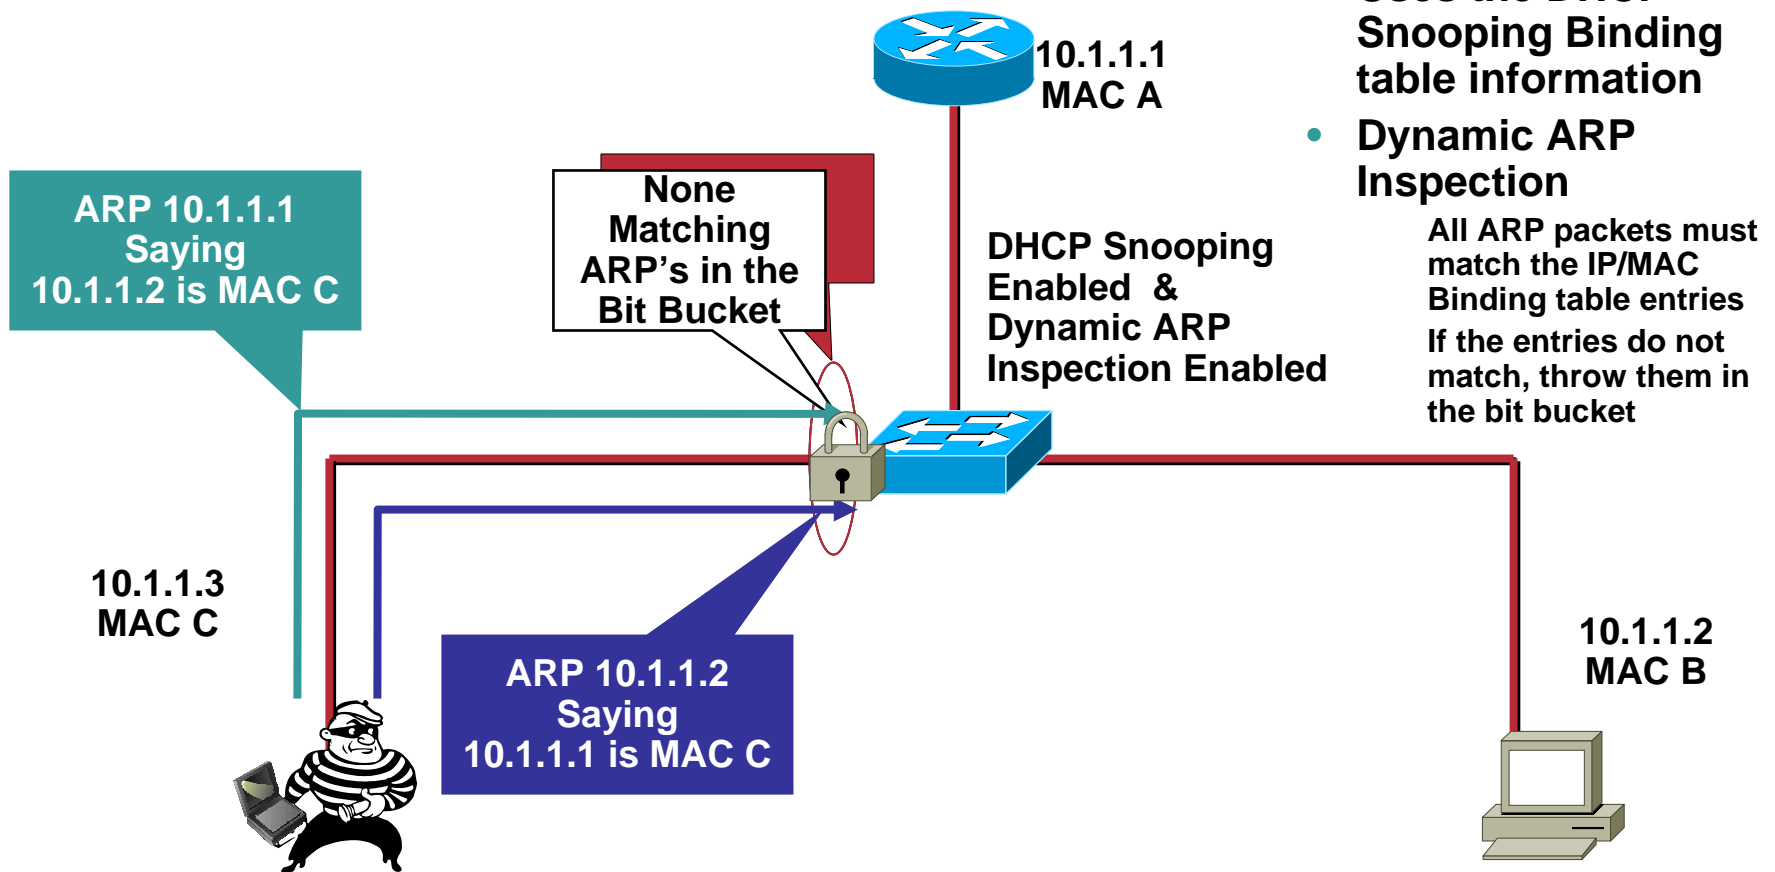 10.1.1.1
MAC A
Snooping Binding
table information
• Dynamic ARP
Inspection
All ARP packets must
match the IP/MAC
Binding table entries
If the entries do not
match, throw them in
the bit bucket
ARP 10.1.1.1
Saying
10.1.1.2 is MAC C
None
Matching
ARP's in the
Bit Bucket
DHCP Snooping
Enabled &
Dynamic ARP
Inspection Enabled
10.1.1.3
MAC C
ARP 10.1.1.2
Saying
10.1.1.1 is MAC C
10.1.1.2
MAC B